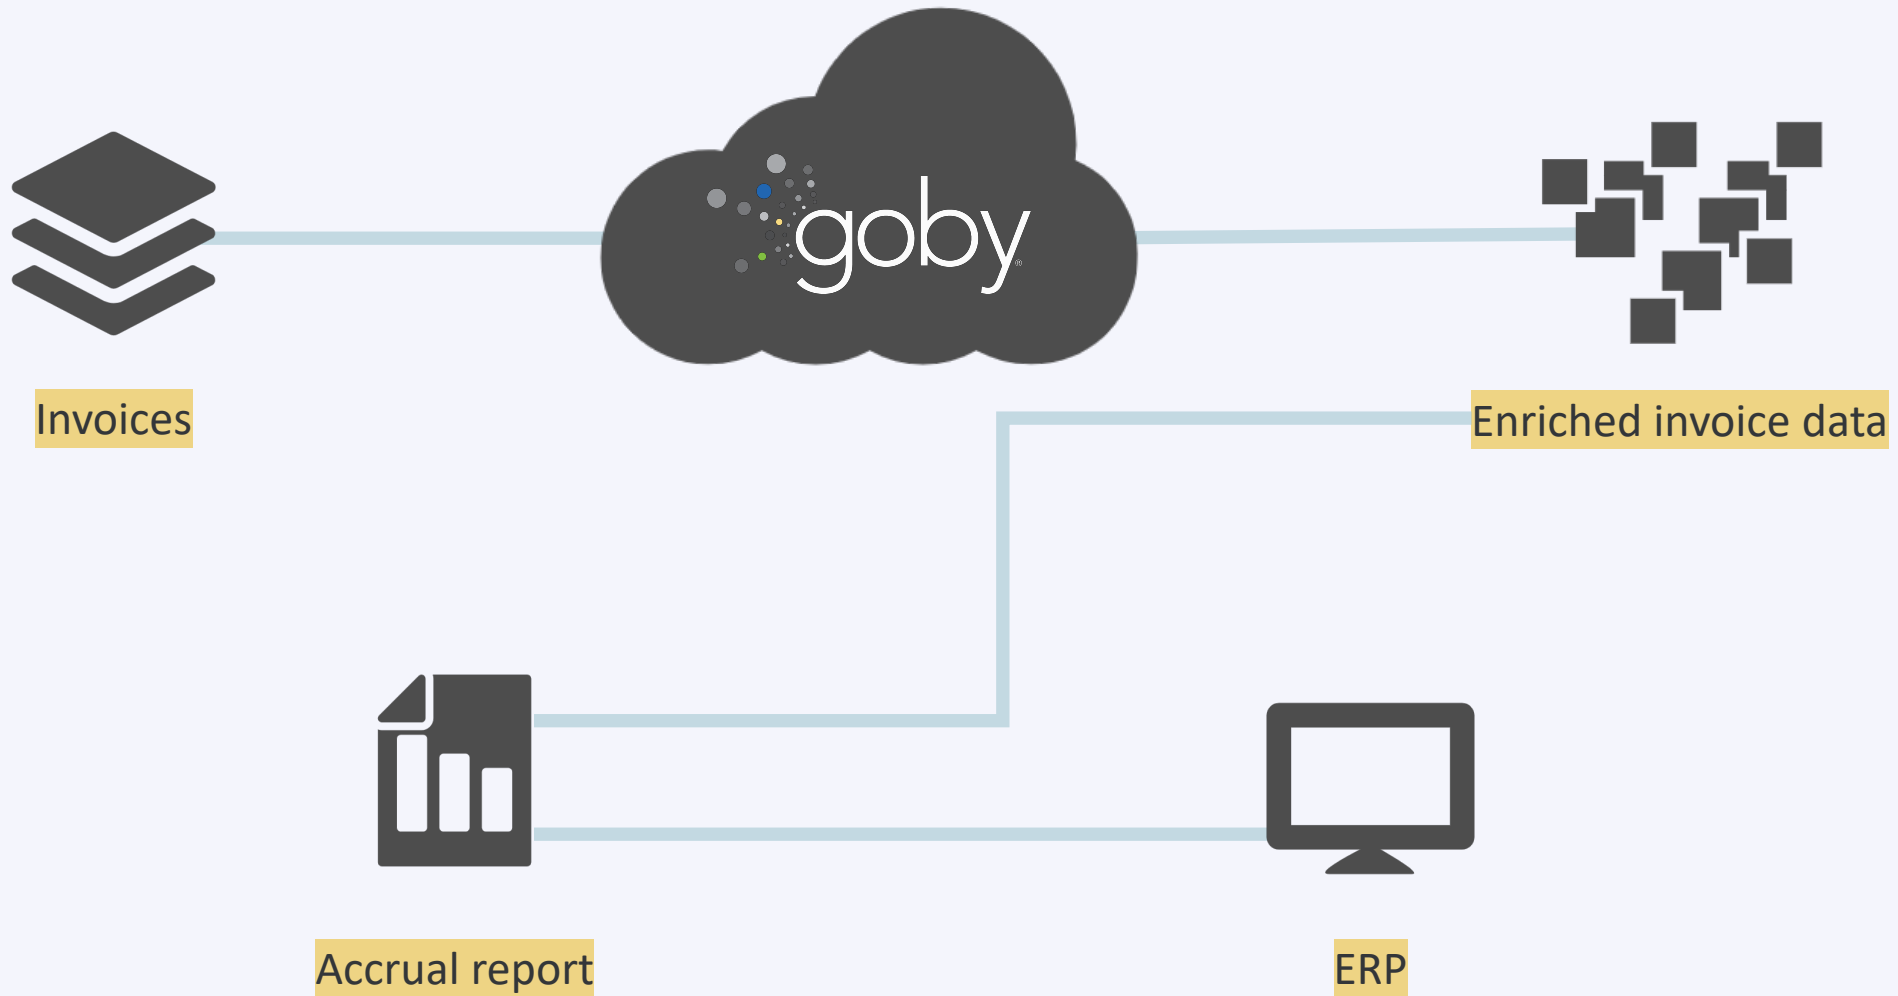 goby®
Invoices
Enriched invoice data
Accrual report
ERP